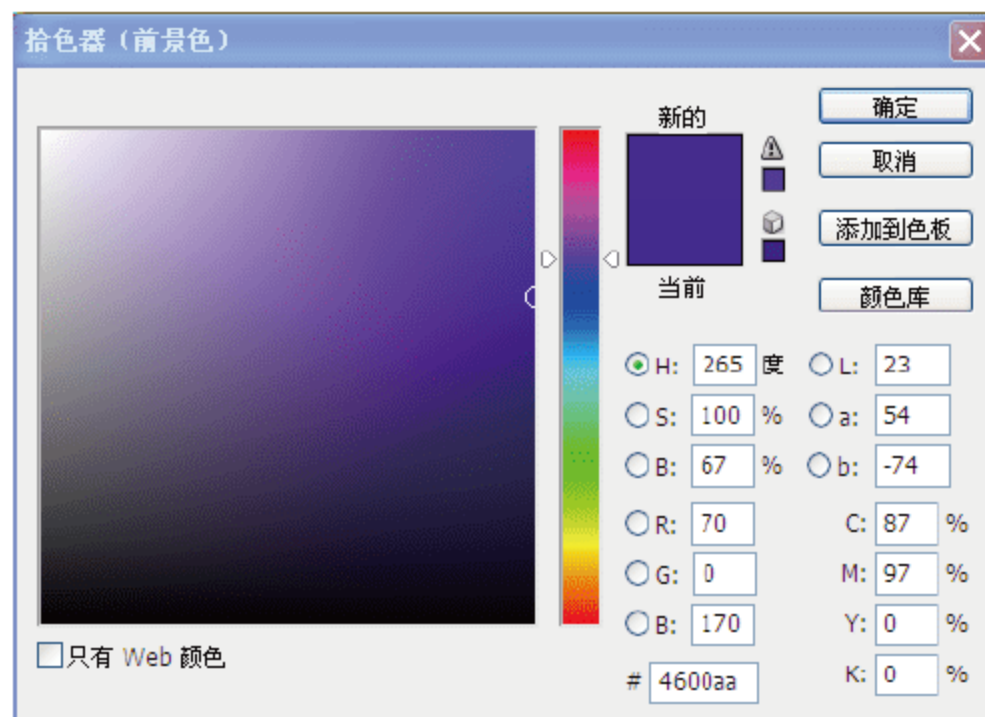 拾色器（前景色）
新的
当前
确定
取消
添加到色板
颜色库
H: 265 度
S: 100 %
B: 67 %
R: 70
G: 0
B: 170
# 4600aa
L: 23
a: 54
b: -74
C: 87 %
M: 97 %
Y: 0 %
K: 0 %
只有 Web 颜色